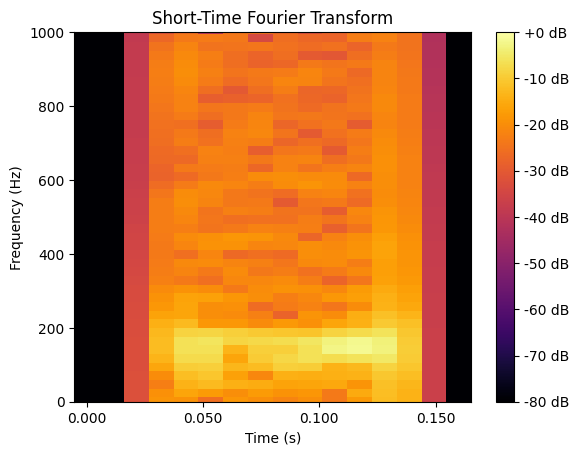 Short-Time Fourier Transform
1000
800
600
400
200
0
Frequency (Hz)
0.000
0.050
0.100
0.150
Time (s)
+0 dB
-10 dB
-20 dB
-30 dB
-40 dB
-50 dB
-60 dB
-70 dB
-80 dB